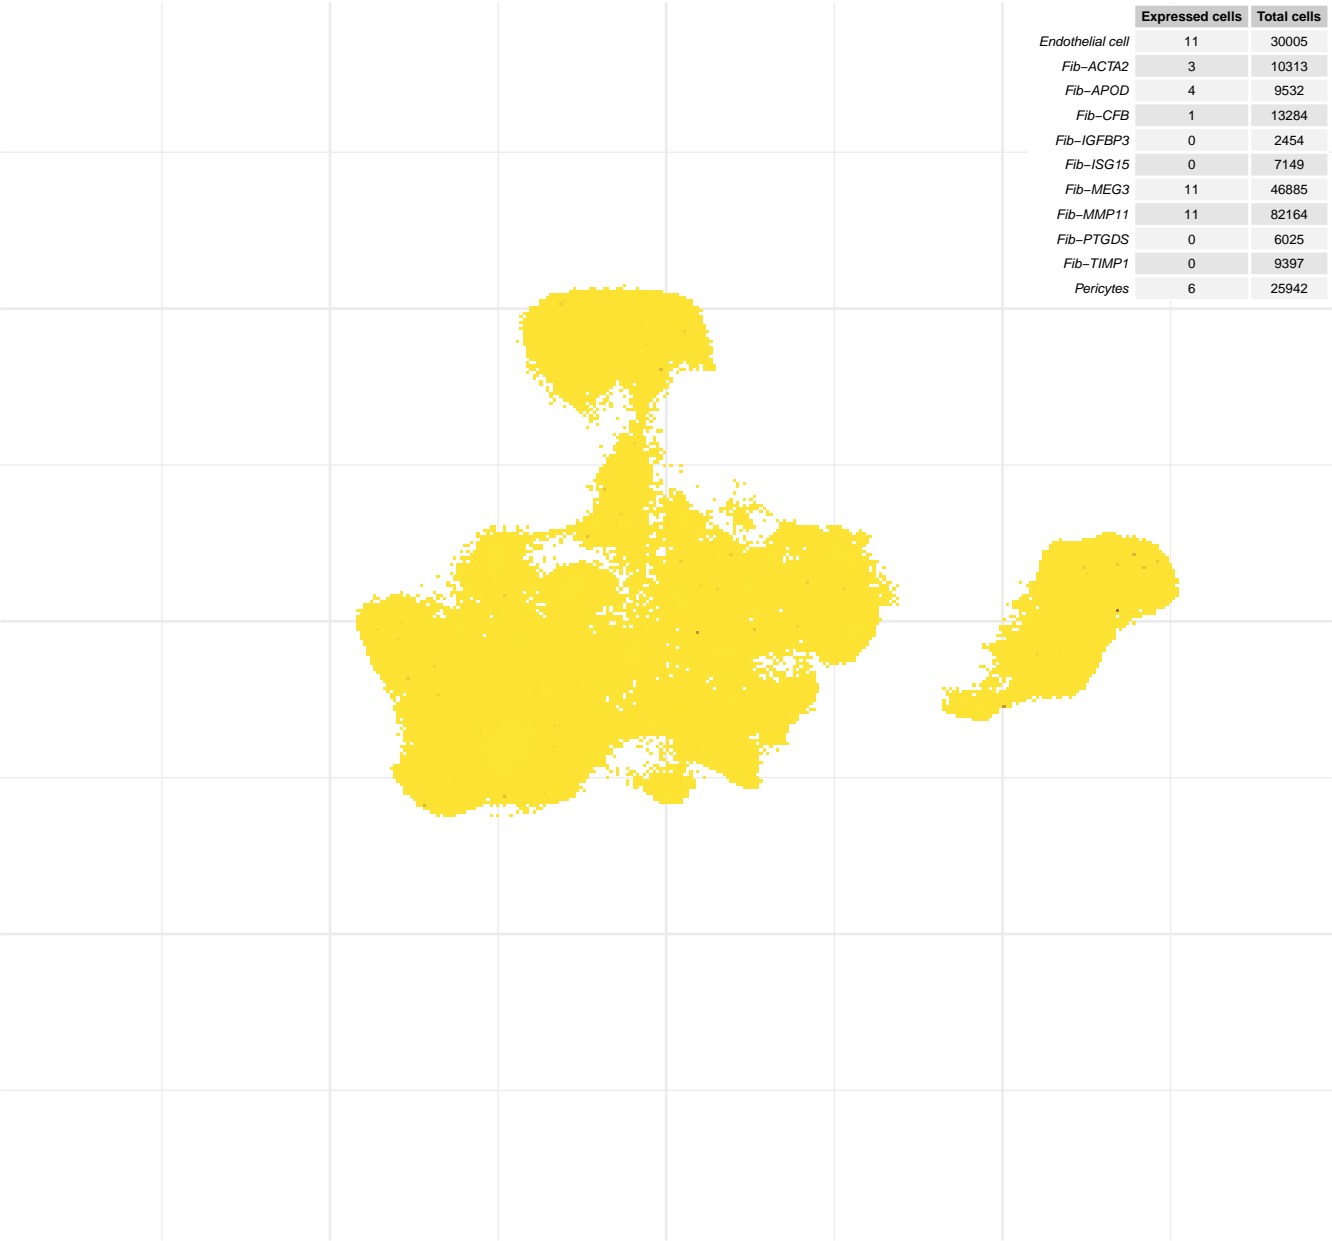 Expressed cells Total cells
Endothelial cell 11 30005
Fib−ACTA2 3 10313
Fib−APOD 4 9532
Fib−CFB 1 13284
Fib−IGFBP3 0 2454
Fib−ISG15 0 7149
Fib−MEG3 11 46885
Fib−MMP11 11 82164
Fib−PTGDS 0 6025
Fib−TIMP1 0 9397
Pericytes 6 25942